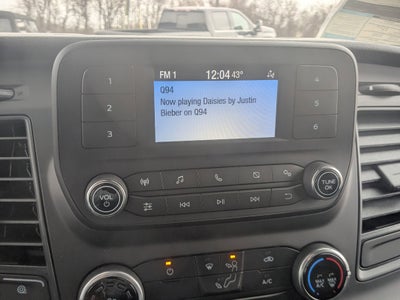 FM 1 12:04 43°
Q94
Now playing Daisies by Justin
Bieber on Q94
1
2
3
4
5
6
VOL
TUNE
OK
A/C
MAX
A/C